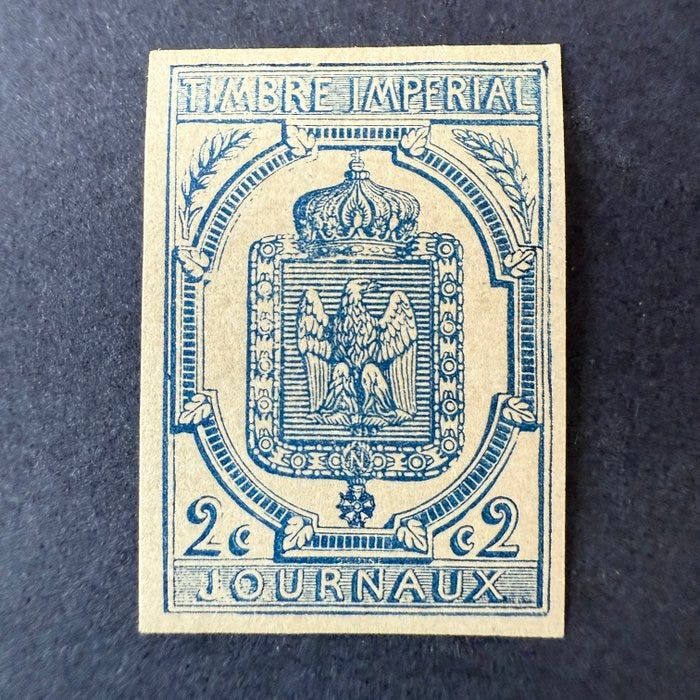 TIMBRE IMPERIAL
N
2c c2
JOURNAUX